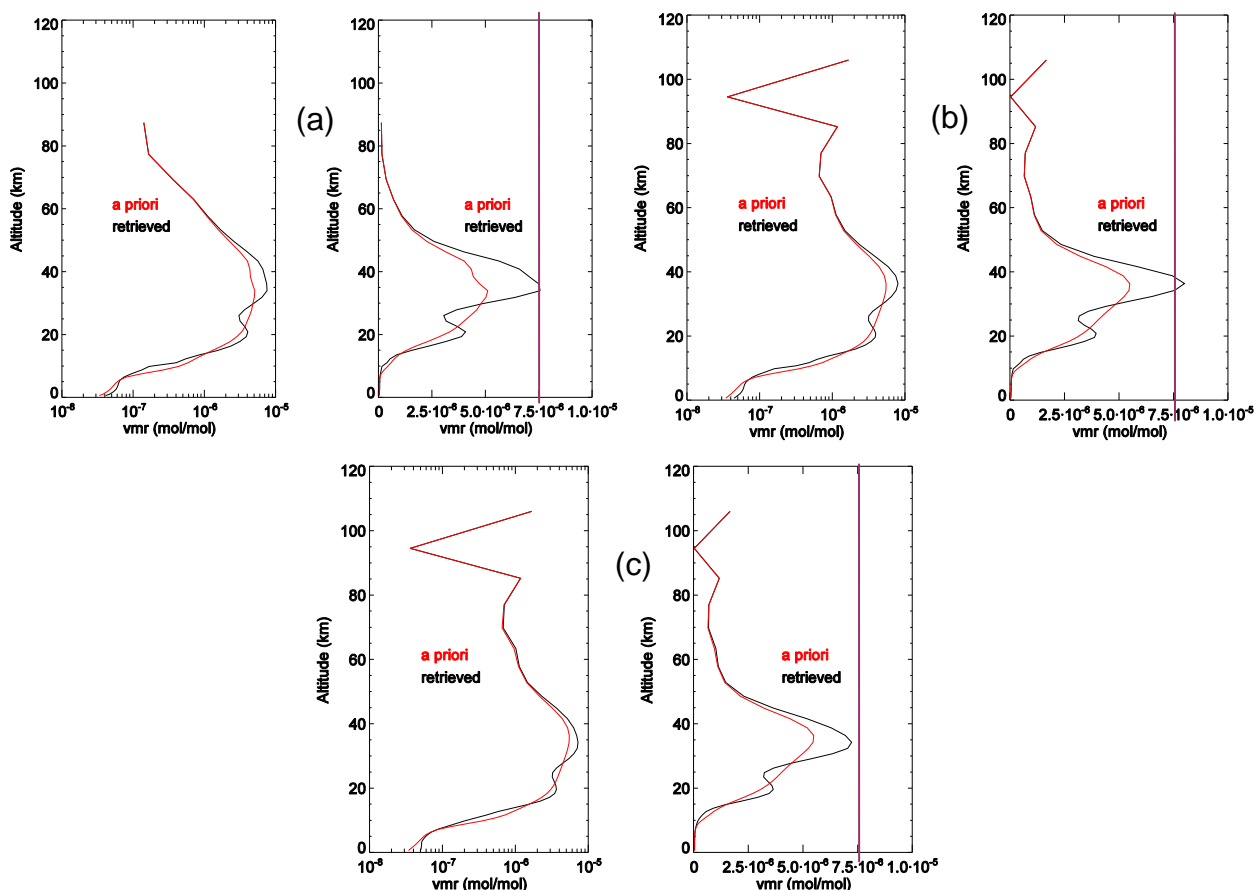 120
100
80
60
40
20
0
Altitude (km)
a priori
retrieved
10⁻⁸ 10⁻⁷ 10⁻⁶ 10⁻⁵
vmr (mol/mol)
(a)
120
100
80
60
40
20
0
Altitude (km)
a priori
retrieved
0 2.5·10⁻⁶ 5.0·10⁻⁶ 7.5·10⁻⁶ 1.0·10⁻⁵
vmr (mol/mol)
120
100
80
60
40
20
0
Altitude (km)
a priori
retrieved
10⁻⁸ 10⁻⁷ 10⁻⁶ 10⁻⁵
vmr (mol/mol)
(b)
120
100
80
60
40
20
0
Altitude (km)
a priori
retrieved
0 2.5·10⁻⁶ 5.0·10⁻⁶ 7.5·10⁻⁶ 1.0·10⁻⁵
vmr (mol/mol)
120
100
80
60
40
20
0
Altitude (km)
a priori
retrieved
10⁻⁸ 10⁻⁷ 10⁻⁶ 10⁻⁵
vmr (mol/mol)
(c)
120
100
80
60
40
20
0
Altitude (km)
a priori
retrieved
0 2.5·10⁻⁶ 5.0·10⁻⁶ 7.5·10⁻⁶ 1.0·10⁻⁵
vmr (mol/mol)